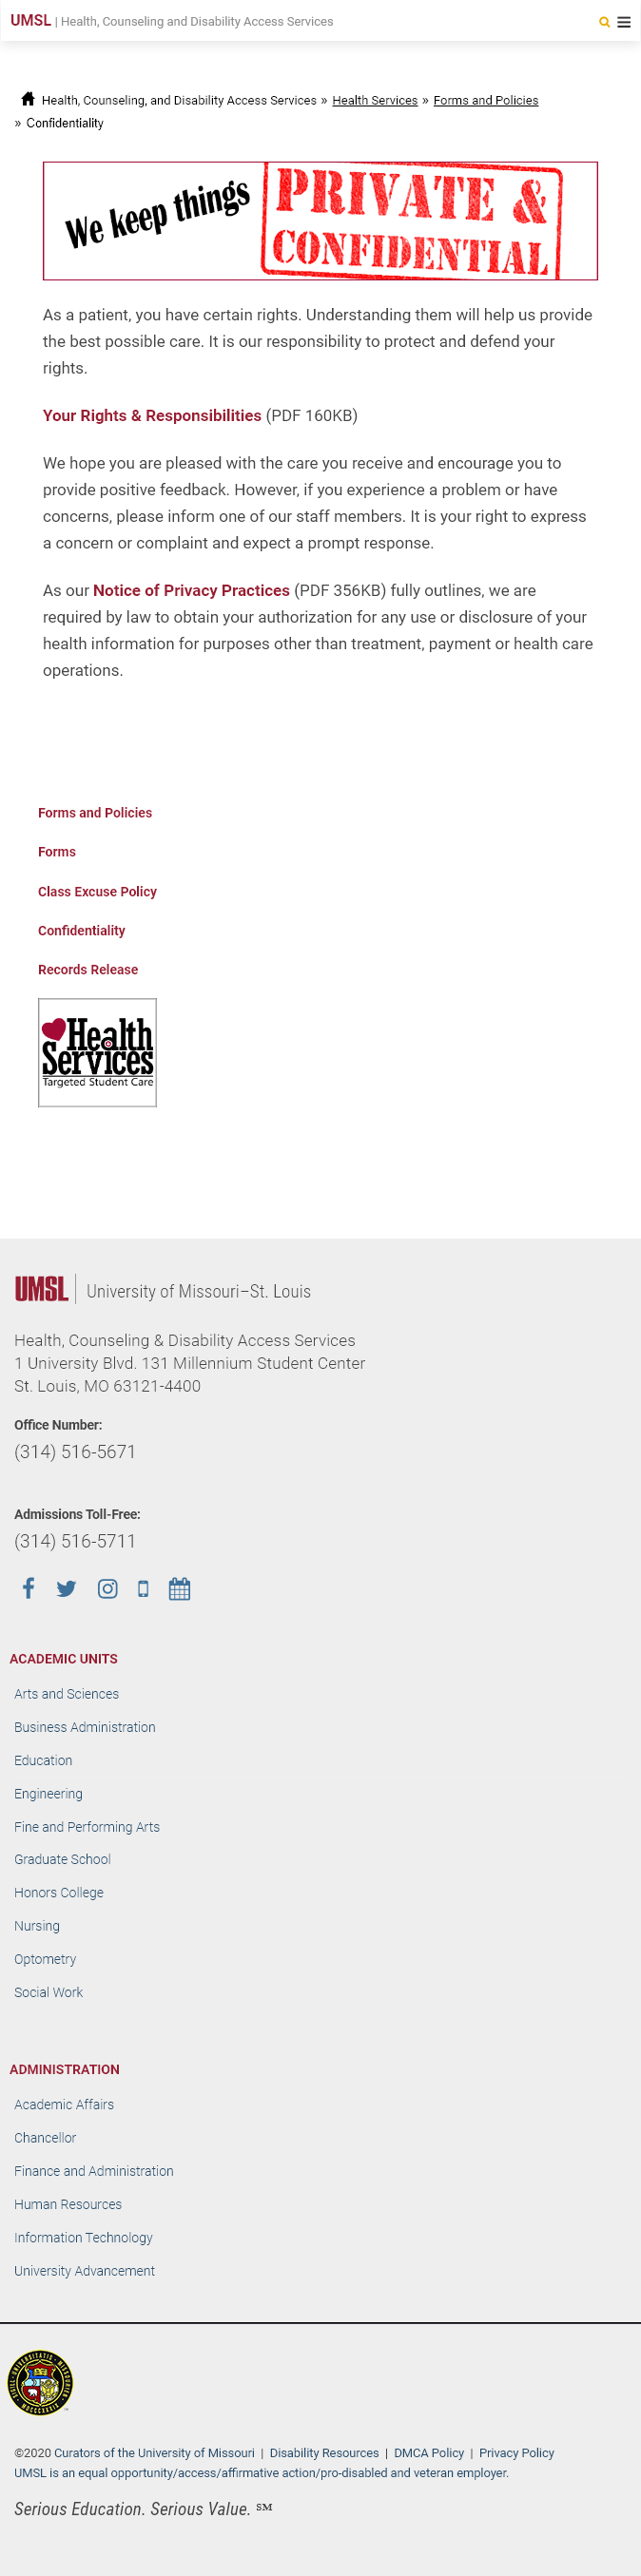 UMSL | Health, Counseling and Disability Access Services
Health, Counseling, and Disability Access Services » Health Services » Forms and Policies
» Confidentiality
We keep things PRIVATE &
CONFIDENTIAL
As a patient, you have certain rights. Understanding them will help us provide
the best possible care. It is our responsibility to protect and defend your
rights.
Your Rights & Responsibilities (PDF 160KB)
We hope you are pleased with the care you receive and encourage you to
provide positive feedback. However, if you experience a problem or have
concerns, please inform one of our staff members. It is your right to express
a concern or complaint and expect a prompt response.
As our Notice of Privacy Practices (PDF 356KB) fully outlines, we are
required by law to obtain your authorization for any use or disclosure of your
health information for purposes other than treatment, payment or health care
operations.
Forms and Policies
Forms
Class Excuse Policy
Confidentiality
Records Release
Health
Services
Targeted Student Care
UMSL | University of Missouri–St. Louis
Health, Counseling & Disability Access Services
1 University Blvd. 131 Millennium Student Center
St. Louis, MO 63121-4400
Office Number:
(314) 516-5671
Admissions Toll-Free:
(314) 516-5711
ACADEMIC UNITS
Arts and Sciences
Business Administration
Education
Engineering
Fine and Performing Arts
Graduate School
Honors College
Nursing
Optometry
Social Work
ADMINISTRATION
Academic Affairs
Chancellor
Finance and Administration
Human Resources
Information Technology
University Advancement
©2020 Curators of the University of Missouri | Disability Resources | DMCA Policy | Privacy Policy
UMSL is an equal opportunity/access/affirmative action/pro-disabled and veteran employer.
Serious Education. Serious Value. ℠